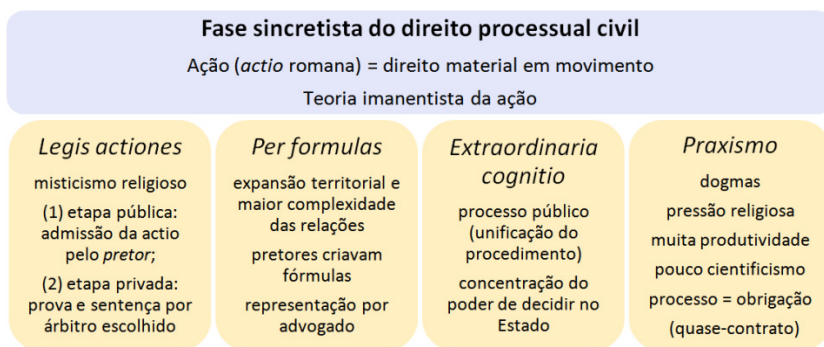 Fase sincretista do direito processual civil
Ação (actio romana) = direito material em movimento
Teoria imanentista da ação
Legis actiones
misticismo religioso
(1) etapa pública:
admissão da actio
pelo pretor;
(2) etapa privada:
prova e sentença por
árbitro escolhido
Per formulas
expansão territorial e
maior complexidade
das relações
pretores criavam
fórmulas
representação por
advogado
Extraordinaria
cognitio
processo público
(unificação do
procedimento)
concentração do
poder de decidir no
Estado
Praxismo
dogmas
pressão religiosa
muita produtividade
pouco cientificismo
processo = obrigação
(quase-contrato)